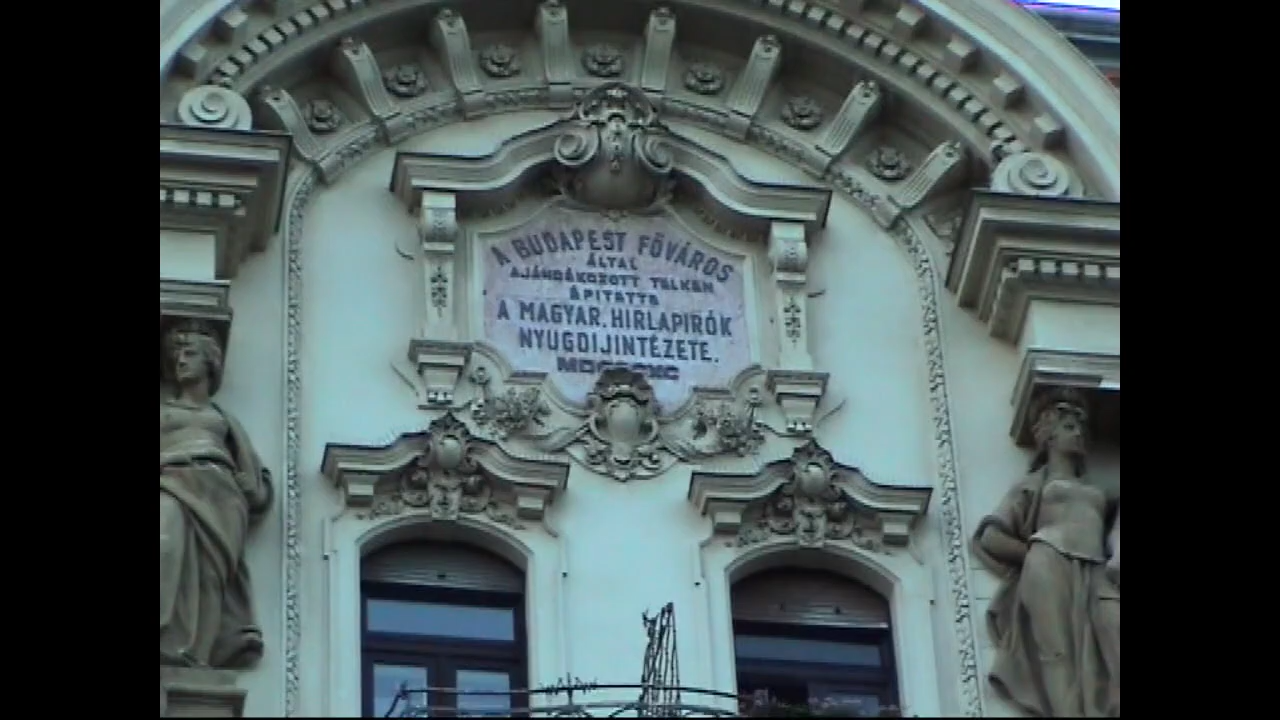 A BUDAPEST FŐVÁROS
ÁLTAL
AJÁNDÉKOZOTT TELKEN
ÉPITETTE
A MAGYAR. HIRLAPIRÓK
NYUGDIJINTÉZETE.